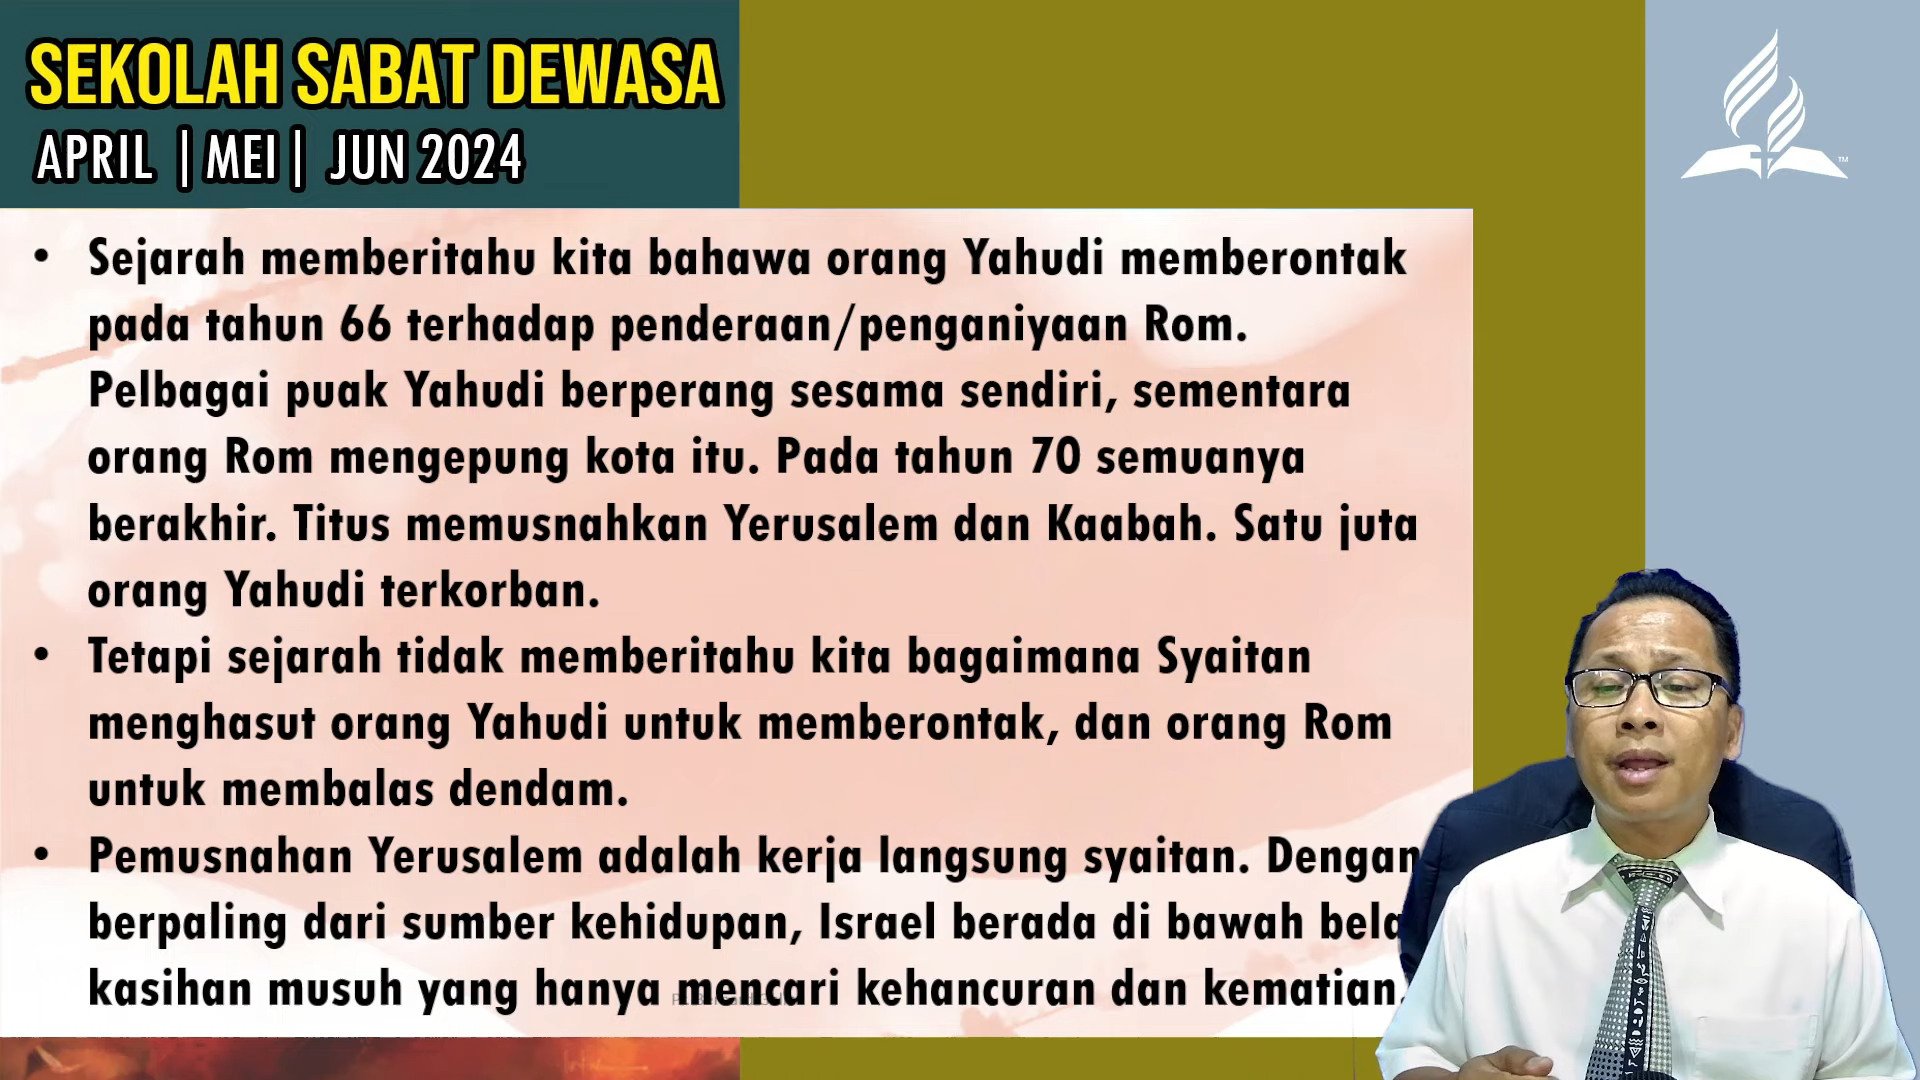 SEKOLAH SABAT DEWASA
APRIL | MEI | JUN 2024
TM
• Sejarah memberitahu kita bahawa orang Yahudi memberontak
pada tahun 66 terhadap penderaan/penganiyaan Rom.
Pelbagai puak Yahudi berperang sesama sendiri, sementara
orang Rom mengepung kota itu. Pada tahun 70 semuanya
berakhir. Titus memusnahkan Yerusalem dan Kaabah. Satu juta
orang Yahudi terkorban.
• Tetapi sejarah tidak memberitahu kita bagaimana Syaitan
menghasut orang Yahudi untuk memberontak, dan orang Rom
untuk membalas dendam.
• Pemusnahan Yerusalem adalah kerja langsung syaitan. Dengan
berpaling dari sumber kehidupan, Israel berada di bawah bela
kasihan musuh yang hanya mencari kehancuran dan kematian.